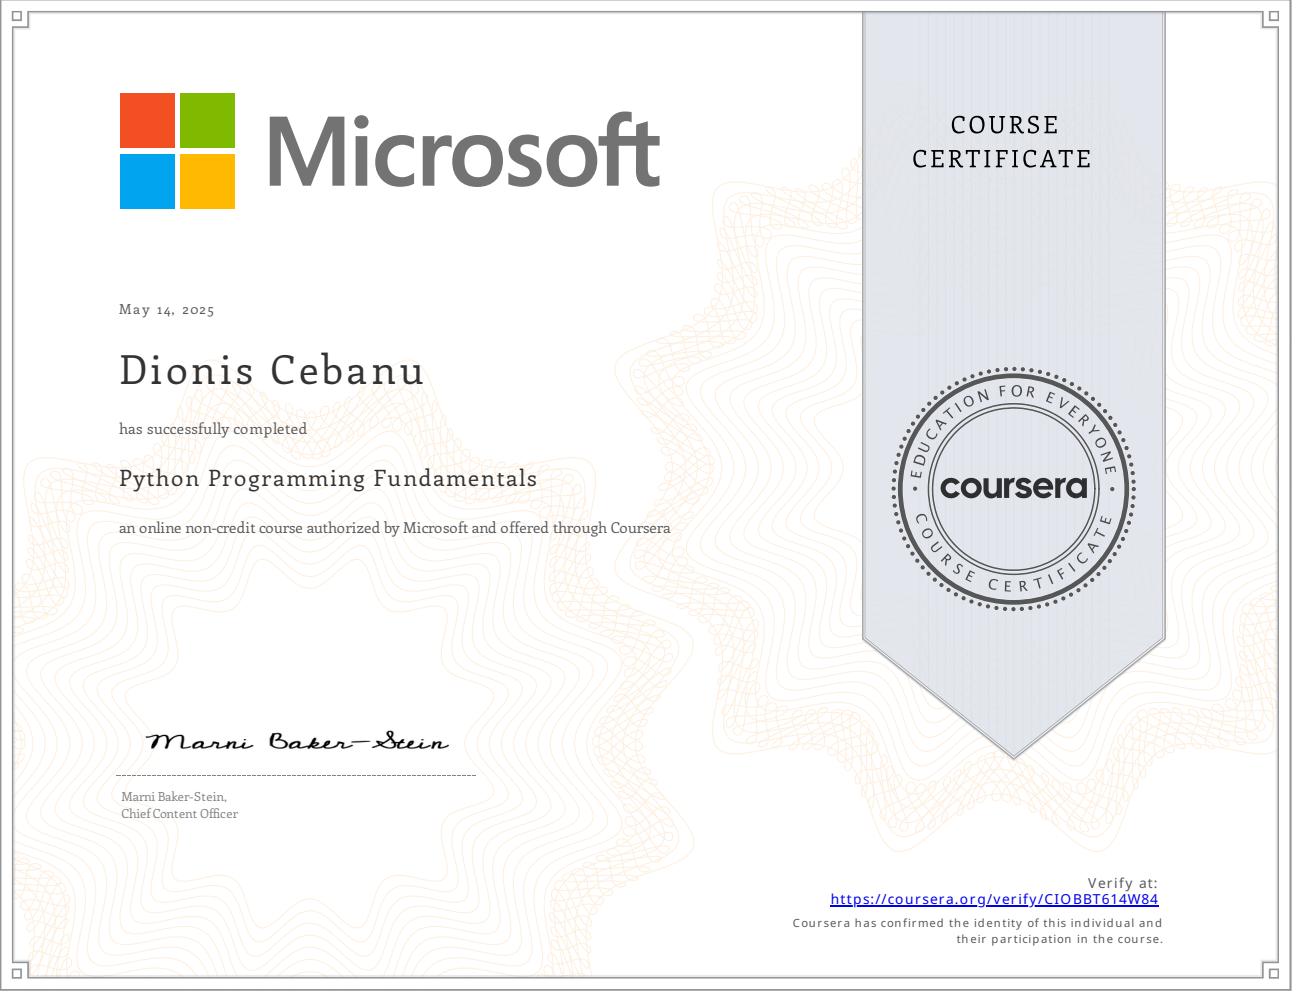 Microsoft
COURSE
CERTIFICATE
May 14, 2025
Dionis Cebanu
has successfully completed
Python Programming Fundamentals
an online non-credit course authorized by Microsoft and offered through Coursera
EDUCATION FOR EVERYONE
coursera
COURSE CERTIFICATE
Marni Baker-Stein
Marni Baker-Stein,
Chief Content Officer
Verify at:
https://coursera.org/verify/CIOBBT614W84
Coursera has confirmed the identity of this individual and
their participation in the course.